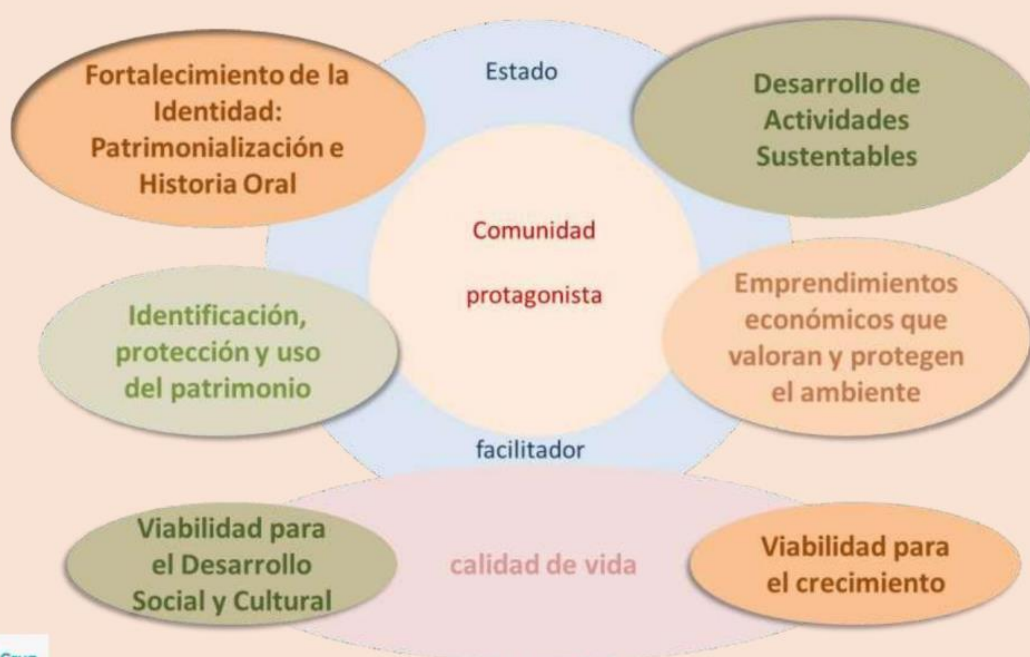 Fortalecimiento de la
Identidad:
Patrimonialización e
Historia Oral
Estado
Desarrollo de
Actividades
Sustentables
Comunidad
protagonista
Identificación,
protección y uso
del patrimonio
Emprendimientos
económicos que
valoran y protegen
el ambiente
facilitador
Viabilidad para
el Desarrollo
Social y Cultural
calidad de vida
Viabilidad para
el crecimiento